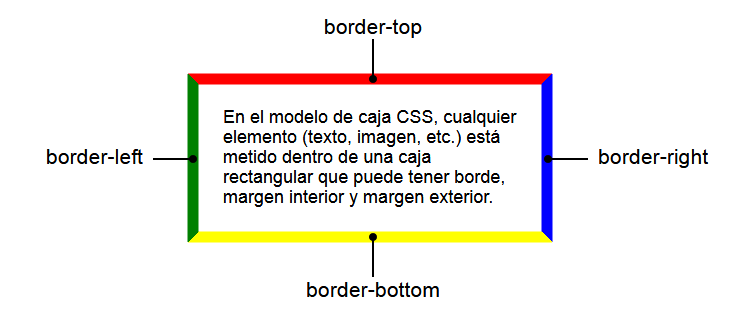 border-top
En el modelo de caja CSS, cualquier
elemento (texto, imagen, etc.) está
metido dentro de una caja
rectangular que puede tener borde,
margen interior y margen exterior.
border-left
border-right
border-bottom